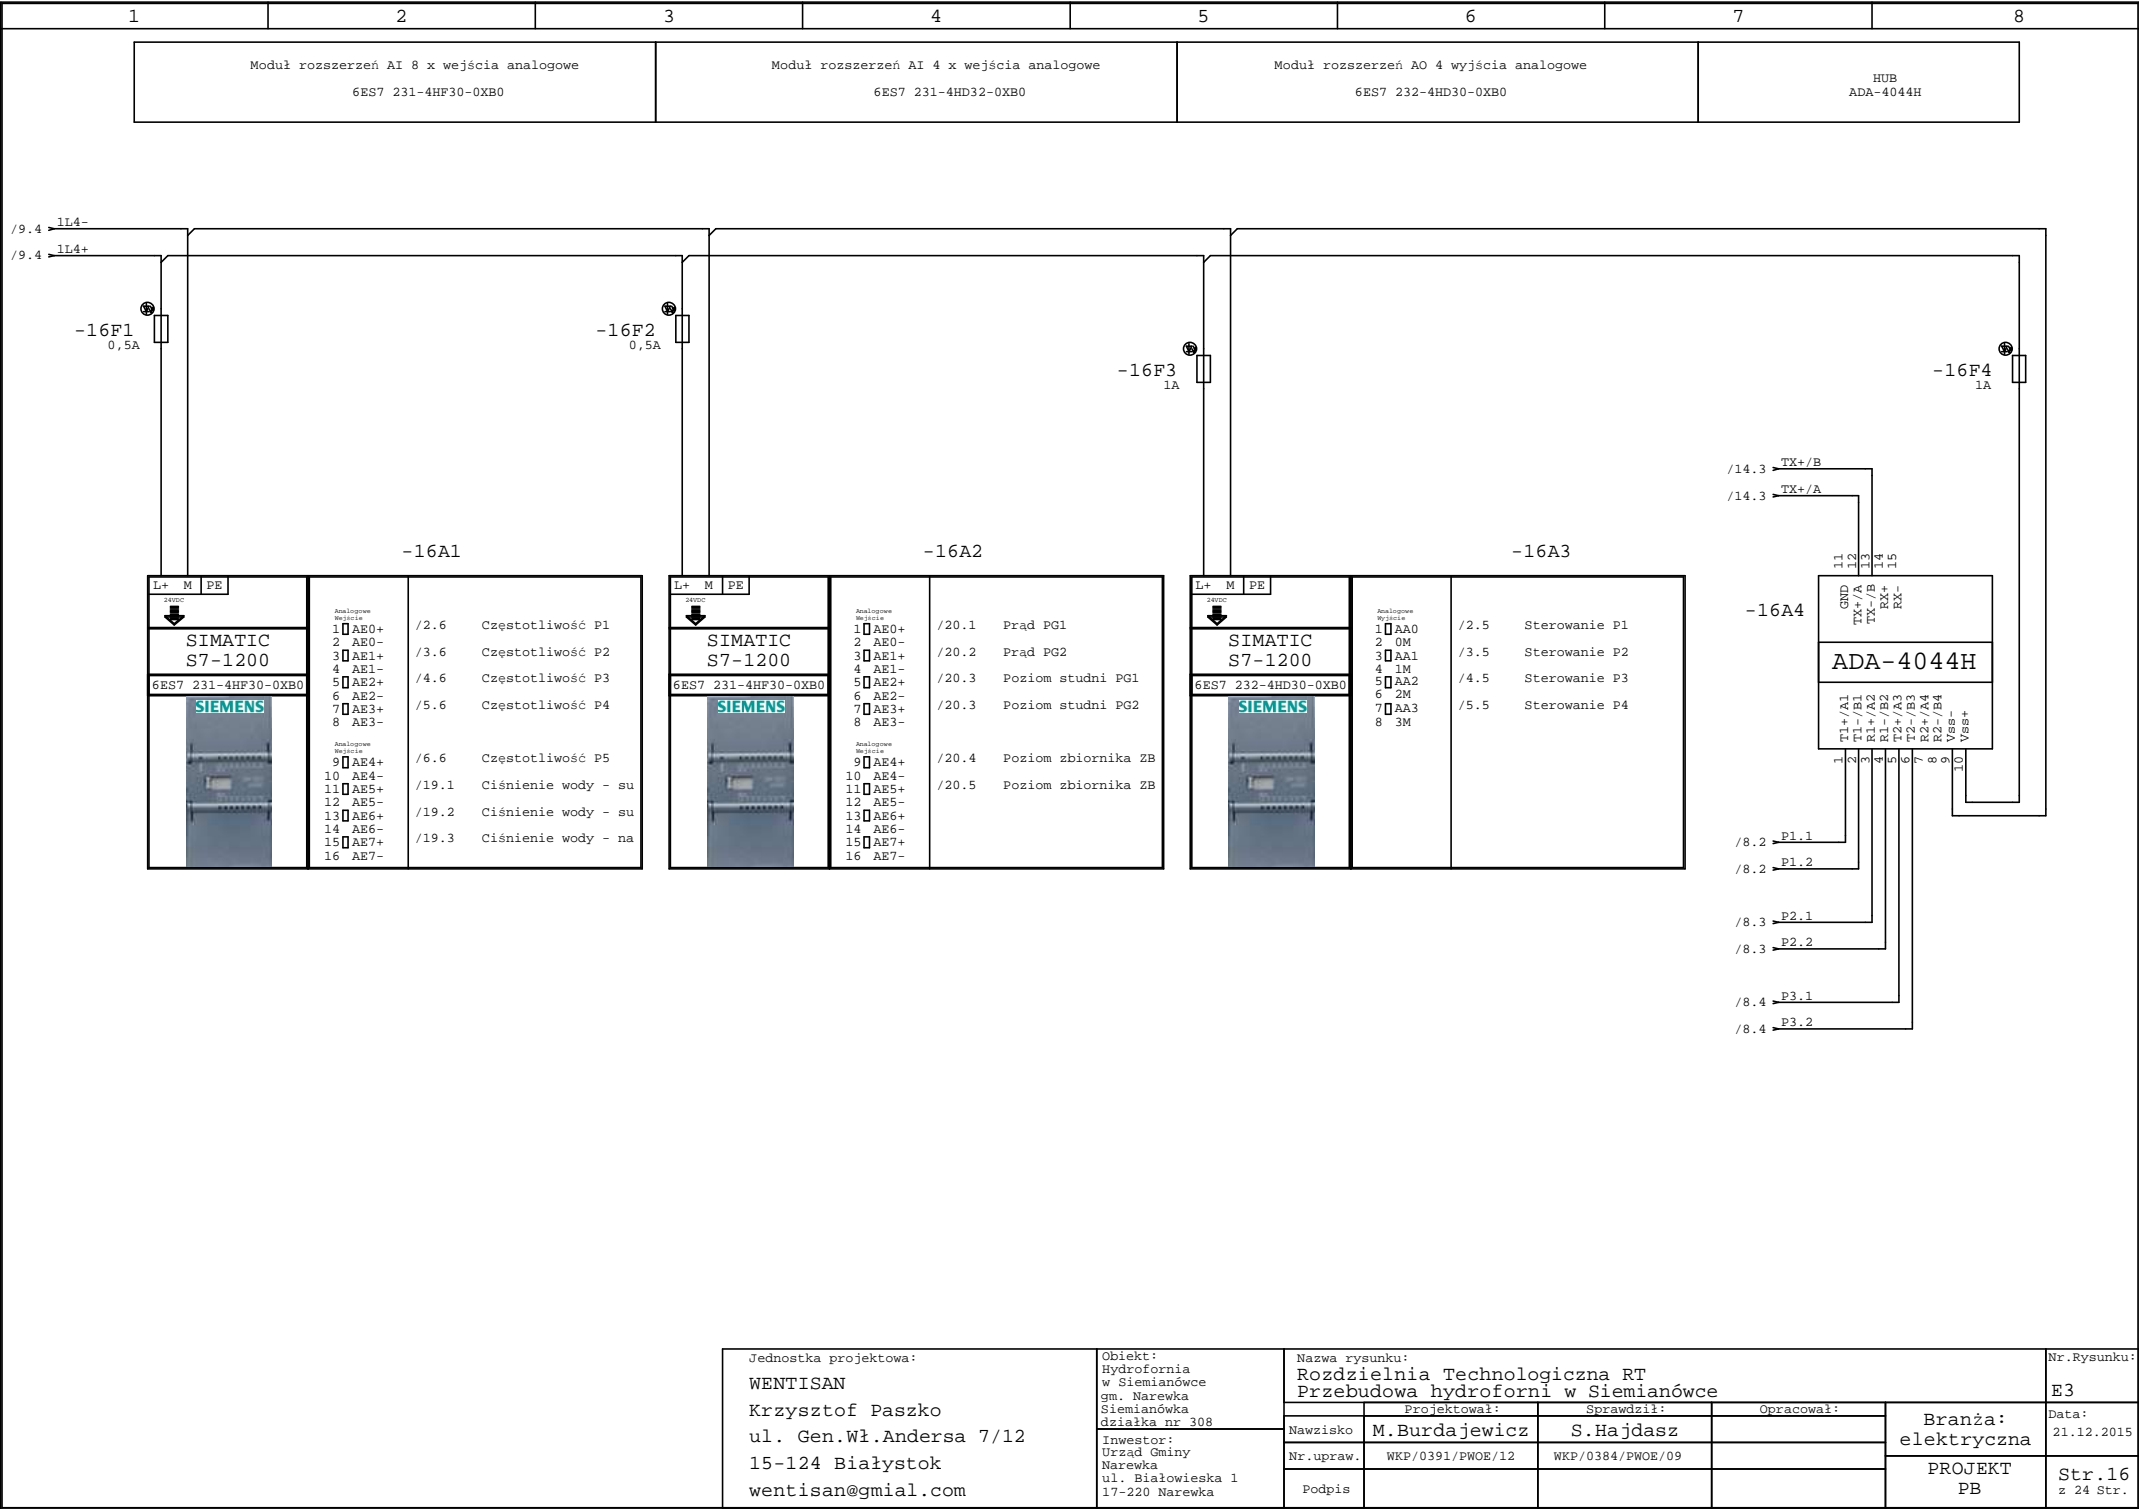 1 2 3 4 5 6 7 8
Moduł rozszerzeń AI 8 x wejścia analogowe
6ES7 231-4HF30-0XB0
Moduł rozszerzeń AI 4 x wejścia analogowe
6ES7 231-4HD32-0XB0
Moduł rozszerzeń AO 4 wyjścia analogowe
6ES7 232-4HD30-0XB0
HUB
ADA-4044H
/9.4 1L4-
/9.4 1L4+
-16F1
0,5A
-16F2
0,5A
-16F3
1A
-16F4
1A
/14.3 TX+/B
/14.3 TX+/A
-16A1
L+ M PE
24VDC
SIMATIC
S7-1200
6ES7 231-4HF30-0XB0
SIEMENS
Analogowe
Wejście
1 AE0+ /2.6 Częstotliwość P1
2 AE0-
3 AE1+ /3.6 Częstotliwość P2
4 AE1-
5 AE2+ /4.6 Częstotliwość P3
6 AE2-
7 AE3+ /5.6 Częstotliwość P4
8 AE3-
Analogowe
Wejście
9 AE4+ /6.6 Częstotliwość P5
10 AE4-
11 AE5+ /19.1 Ciśnienie wody - su
12 AE5-
13 AE6+ /19.2 Ciśnienie wody - su
14 AE6-
15 AE7+ /19.3 Ciśnienie wody - na
16 AE7-
-16A2
L+ M PE
24VDC
SIMATIC
S7-1200
6ES7 231-4HF30-0XB0
SIEMENS
Analogowe
Wejście
1 AE0+ /20.1 Prąd PG1
2 AE0-
3 AE1+ /20.2 Prąd PG2
4 AE1-
5 AE2+ /20.3 Poziom studni PG1
6 AE2-
7 AE3+ /20.3 Poziom studni PG2
8 AE3-
Analogowe
Wejście
9 AE4+ /20.4 Poziom zbiornika ZB
10 AE4-
11 AE5+ /20.5 Poziom zbiornika ZB
12 AE5-
13 AE6+
14 AE6-
15 AE7+
16 AE7-
-16A3
L+ M PE
24VDC
SIMATIC
S7-1200
6ES7 232-4HD30-0XB0
SIEMENS
Analogowe
Wyjście
1 AA0 /2.5 Sterowanie P1
2 0M
3 AA1 /3.5 Sterowanie P2
4 1M
5 AA2 /4.5 Sterowanie P3
6 2M
7 AA3 /5.5 Sterowanie P4
8 3M
-16A4
11 12 13 14 15
GND TX+/A TX-/B RX+ RX-
ADA-4044H
T1+/A1 T1-/B1 R1+/A2 R1-/B2 T2+/A3 T2-/B3 R2+/A4 R2-/B4 Vss- Vss+
1 2 3 4 5 6 7 8 9 10
/8.2 P1.1
/8.2 P1.2
/8.3 P2.1
/8.3 P2.2
/8.4 P3.1
/8.4 P3.2
Jednostka projektowa:
WENTISAN
Krzysztof Paszko
ul. Gen.Wł.Andersa 7/12
15-124 Białystok
wentisan@gmial.com
Obiekt:
Hydrofornia
w Siemianówce
gm. Narewka
Siemianówka
działka nr 308
Inwestor:
Urząd Gminy
Narewka
ul. Białowieska 1
17-220 Narewka
Nazwa rysunku:
Rozdzielnia Technologiczna RT
Przebudowa hydroforni w Siemianówce
Projektował: Sprawdził: Opracował:
Nawzisko M.Burdajewicz S.Hajdasz
Nr.upraw. WKP/0391/PWOE/12 WKP/0384/PWOE/09
Podpis
Branża:
elektryczna
PROJEKT
PB
Nr.Rysunku:
E3
Data:
21.12.2015
Str.16
z 24 Str.